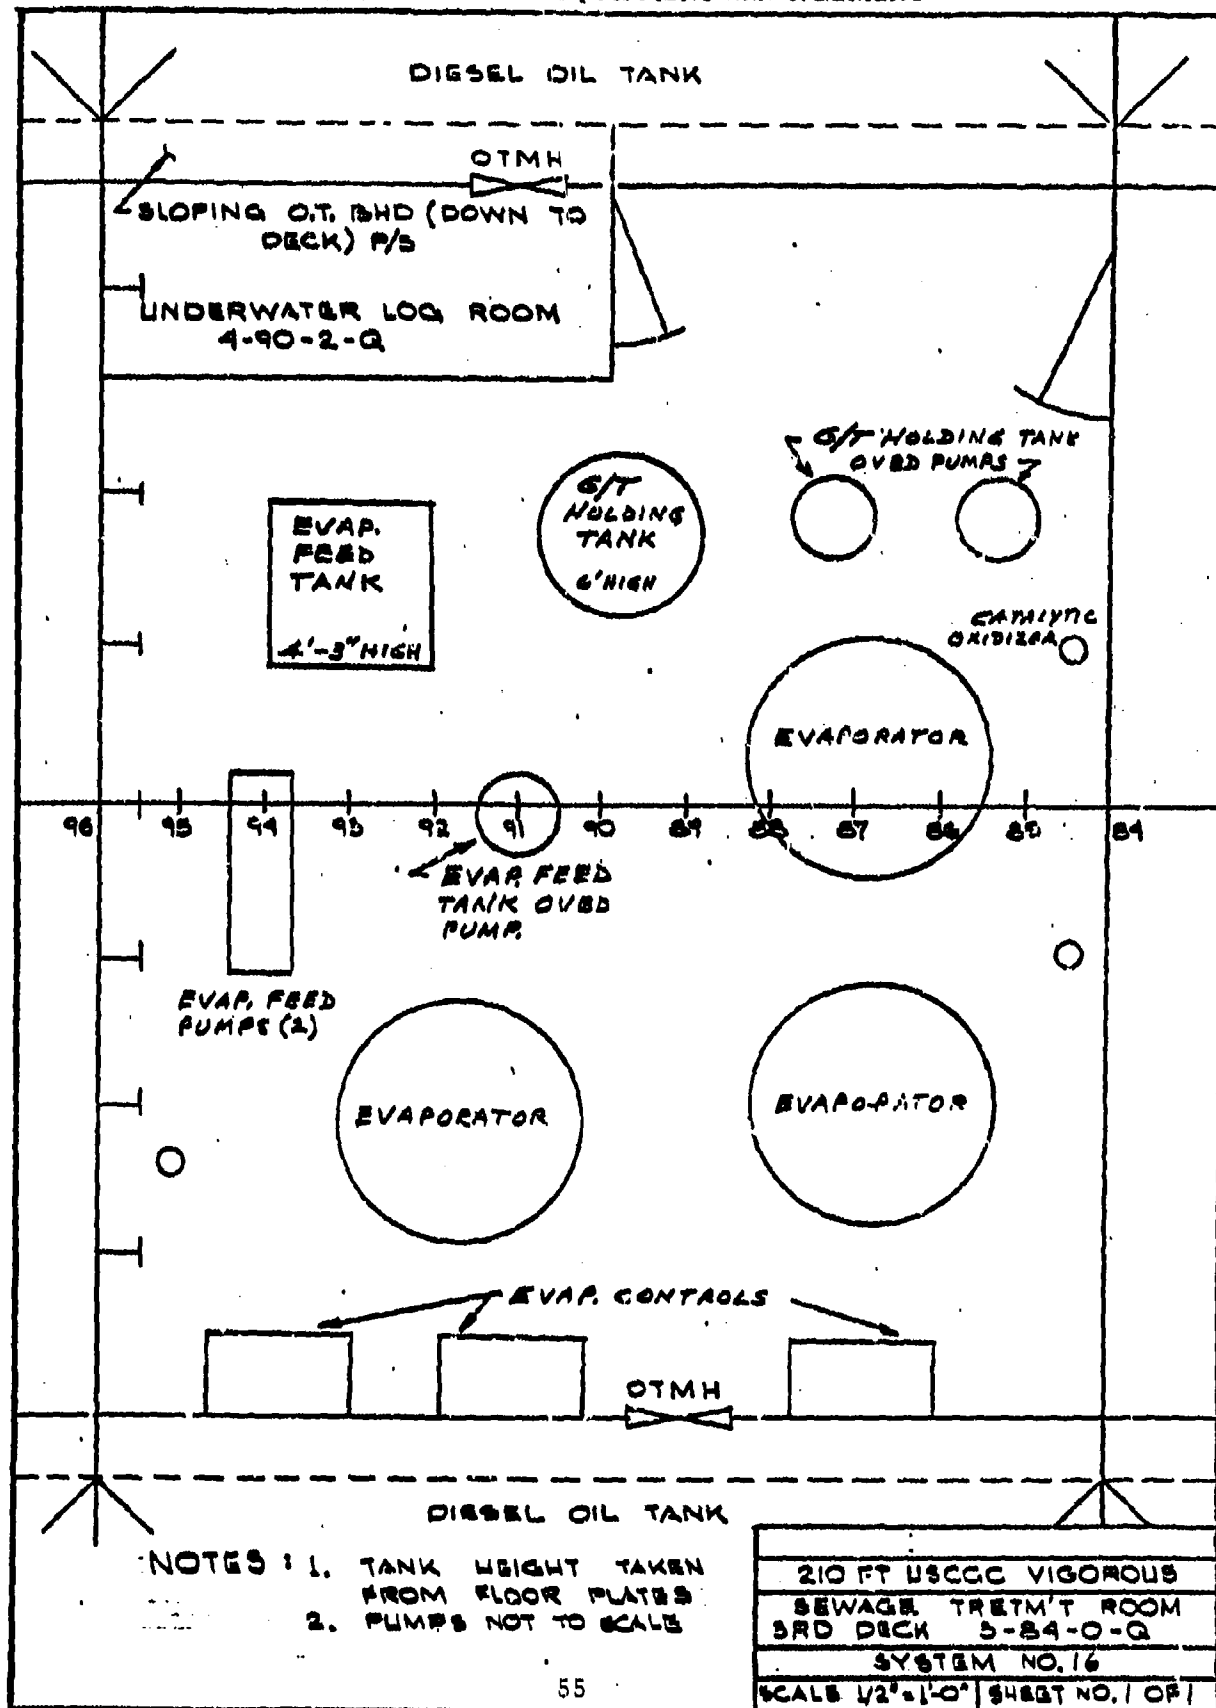 DIESEL OIL TANK
OTMH
SLOPING O.T. BHD (DOWN TO
DECK) P/S
UNDERWATER LOG ROOM
4-90-2-Q
G/T HOLDING TANK
OVBD PUMPS
EVAP.
FEED
TANK
4'-3" HIGH
G/T
HOLDING
TANK
6' HIGH
CATALYTIC
OXIDIZER
EVAPORATOR
96 95 94 93 92 91 90 89 88 87 86 85 84
EVAP. FEED
TANK OVBD
PUMP.
EVAP. FEED
PUMPS (2)
EVAPORATOR
EVAPORATOR
EVAP. CONTROLS
OTMH
DIESEL OIL TANK
NOTES: 1. TANK HEIGHT TAKEN
FROM FLOOR PLATES
2. PUMPS NOT TO SCALE
210 FT USCGC VIGOROUS
SEWAGE TRETM'T ROOM
3RD DECK 3-84-0-Q
SYSTEM NO. 16
SCALE 1/2"=1'-0" SHEET NO. 1 OF 1
55